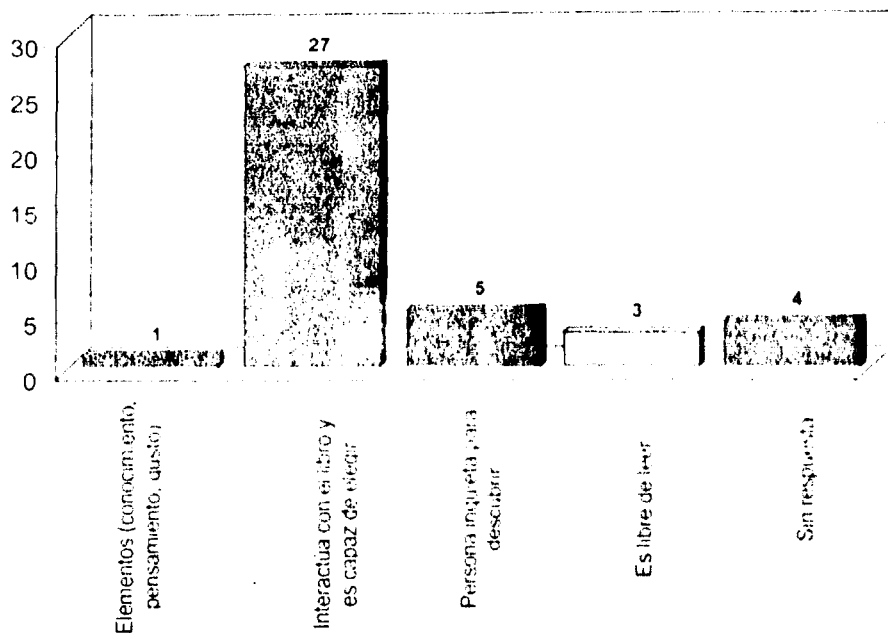 30
25
20
15
10
5
0
1
27
5
3
4
Elementos (conocimiento,
pensamiento, gusto)
Interactúa con el libro y
es capaz de elegir
Persona inquieta para
descubrir
Es libre de leer
Sin respuesta